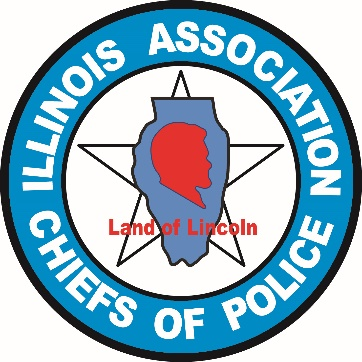 ILLINOIS ASSOCIATION
CHIEFS OF POLICE
Land of Lincoln